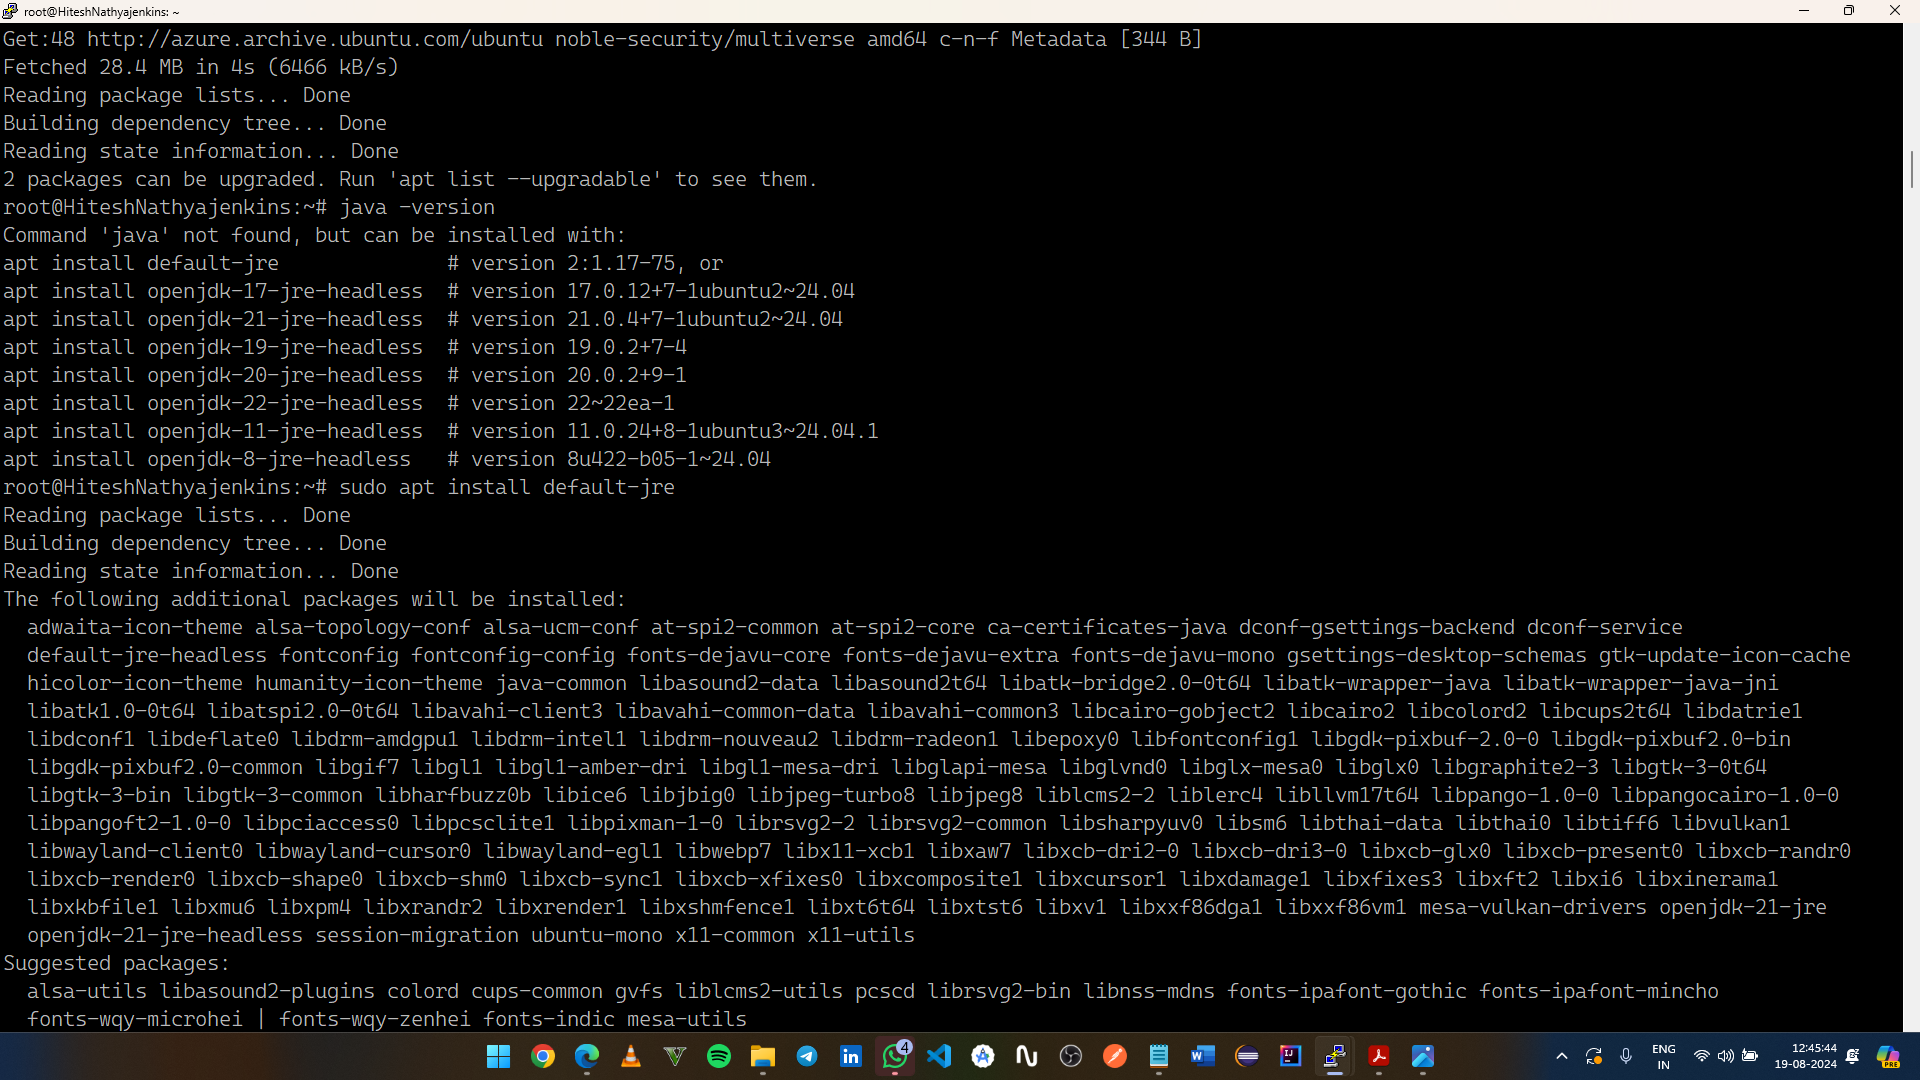 root@HiteshNathyajenkins: ~
Get:48 http://azure.archive.ubuntu.com/ubuntu noble-security/multiverse amd64 c-n-f Metadata [344 B]
Fetched 28.4 MB in 4s (6466 kB/s)
Reading package lists... Done
Building dependency tree... Done
Reading state information... Done
2 packages can be upgraded. Run 'apt list --upgradable' to see them.
root@HiteshNathyajenkins:~# java -version
Command 'java' not found, but can be installed with:
apt install default-jre              # version 2:1.17-75, or
apt install openjdk-17-jre-headless  # version 17.0.12+7-1ubuntu2~24.04
apt install openjdk-21-jre-headless  # version 21.0.4+7-1ubuntu2~24.04
apt install openjdk-19-jre-headless  # version 19.0.2+7-4
apt install openjdk-20-jre-headless  # version 20.0.2+9-1
apt install openjdk-22-jre-headless  # version 22~22ea-1
apt install openjdk-11-jre-headless  # version 11.0.24+8-1ubuntu3~24.04.1
apt install openjdk-8-jre-headless   # version 8u422-b05-1~24.04
root@HiteshNathyajenkins:~# sudo apt install default-jre
Reading package lists... Done
Building dependency tree... Done
Reading state information... Done
The following additional packages will be installed:
  adwaita-icon-theme alsa-topology-conf alsa-ucm-conf at-spi2-common at-spi2-core ca-certificates-java dconf-gsettings-backend dconf-service
  default-jre-headless fontconfig fontconfig-config fonts-dejavu-core fonts-dejavu-extra fonts-dejavu-mono gsettings-desktop-schemas gtk-update-icon-cache
  hicolor-icon-theme humanity-icon-theme java-common libasound2-data libasound2t64 libatk-bridge2.0-0t64 libatk-wrapper-java libatk-wrapper-java-jni
  libatk1.0-0t64 libatspi2.0-0t64 libavahi-client3 libavahi-common-data libavahi-common3 libcairo-gobject2 libcairo2 libcolord2 libcups2t64 libdatrie1
  libdconf1 libdeflate0 libdrm-amdgpu1 libdrm-intel1 libdrm-nouveau2 libdrm-radeon1 libepoxy0 libfontconfig1 libgdk-pixbuf-2.0-0 libgdk-pixbuf2.0-bin
  libgdk-pixbuf2.0-common libgif7 libgl1 libgl1-amber-dri libgl1-mesa-dri libglapi-mesa libglvnd0 libglx-mesa0 libglx0 libgraphite2-3 libgtk-3-0t64
  libgtk-3-bin libgtk-3-common libharfbuzz0b libice6 libjbig0 libjpeg-turbo8 libjpeg8 liblcms2-2 liblerc4 libllvm17t64 libpango-1.0-0 libpangocairo-1.0-0
  libpangoft2-1.0-0 libpciaccess0 libpcsclite1 libpixman-1-0 librsvg2-2 librsvg2-common libsharpyuv0 libsm6 libthai-data libthai0 libtiff6 libvulkan1
  libwayland-client0 libwayland-cursor0 libwayland-egl1 libwebp7 libx11-xcb1 libxaw7 libxcb-dri2-0 libxcb-dri3-0 libxcb-glx0 libxcb-present0 libxcb-randr0
  libxcb-render0 libxcb-shape0 libxcb-shm0 libxcb-sync1 libxcb-xfixes0 libxcomposite1 libxcursor1 libxdamage1 libxfixes3 libxft2 libxi6 libxinerama1
  libxkbfile1 libxmu6 libxpm4 libxrandr2 libxrender1 libxshmfence1 libxt6t64 libxtst6 libxv1 libxxf86dga1 libxxf86vm1 mesa-vulkan-drivers openjdk-21-jre
  openjdk-21-jre-headless session-migration ubuntu-mono x11-common x11-utils
Suggested packages:
  alsa-utils libasound2-plugins colord cups-common gvfs liblcms2-utils pcscd librsvg2-bin libnss-mdns fonts-ipafont-gothic fonts-ipafont-mincho
  fonts-wqy-microhei | fonts-wqy-zenhei fonts-indic mesa-utils
4
ENG
IN
12:45:44
19-08-2024
PRE